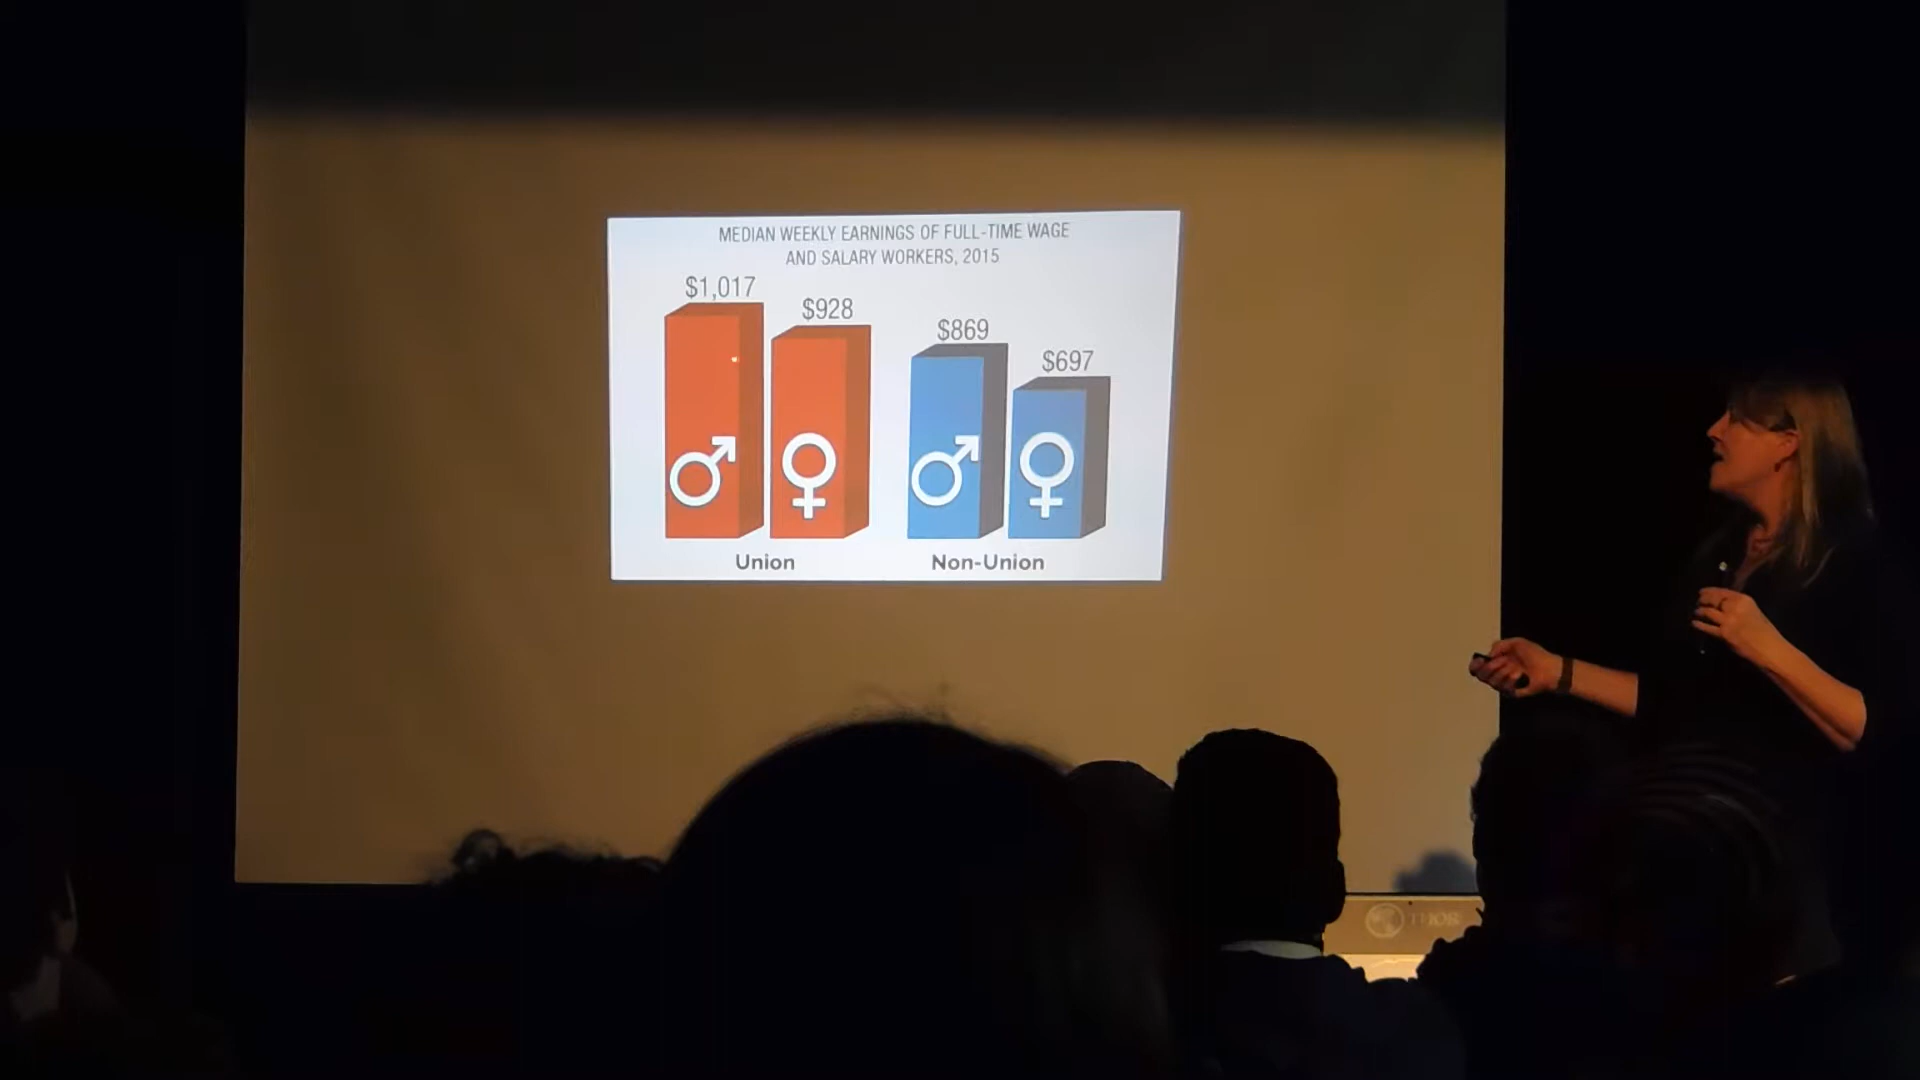 MEDIAN WEEKLY EARNINGS OF FULL-TIME WAGE
AND SALARY WORKERS, 2015
$1,017
$928
$869
$697
Union
Non-Union
THOR